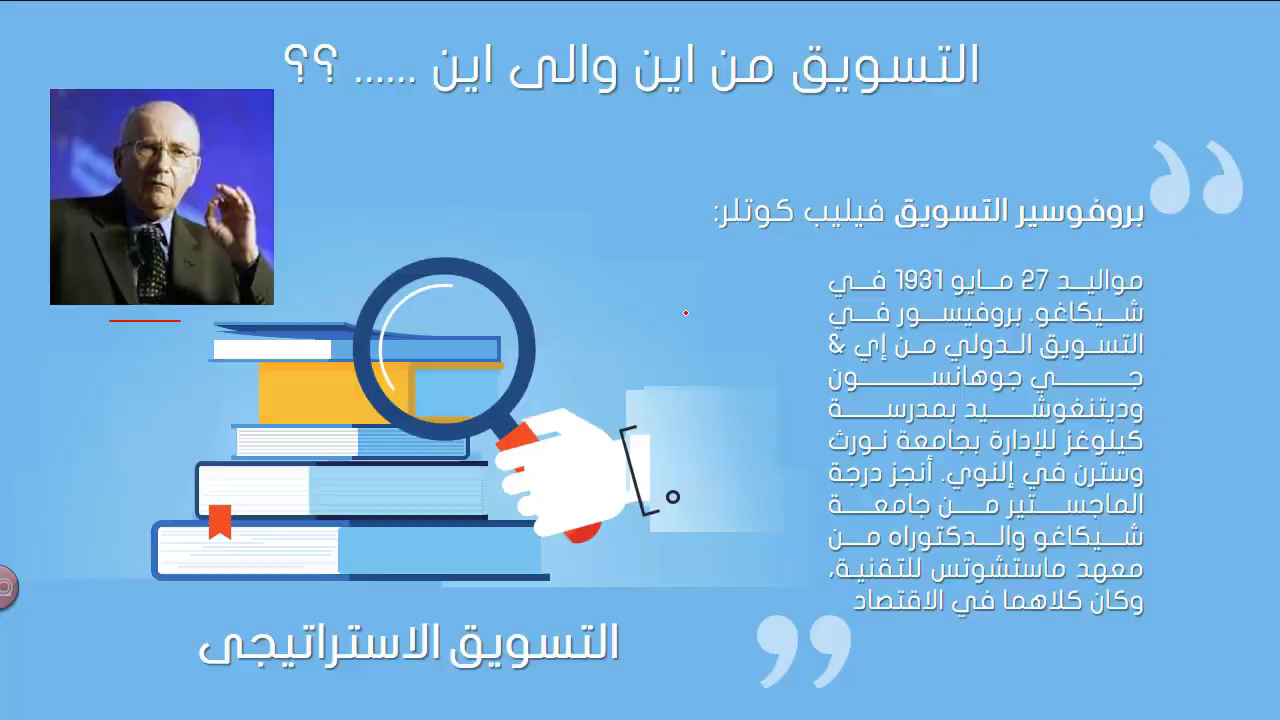 التسويق من اين والى اين ...... ؟؟
بروفوسير التسويق فيليب كوتلر:
مواليد 27 مايو 1931 في
شيكاغو. بروفيسور في
التسويق الدولي من إي &
جي جوهانسون
وديتنغوشيد بمدرسة
كيلوغز للإدارة بجامعة نورث
وسترن في إلنوي. أنجز درجة
الماجستير من جامعة
شيكاغو والدكتوراه من
معهد ماستشوتس للتقنية،
وكان كلاهما في الاقتصاد
التسويق الاستراتيجى